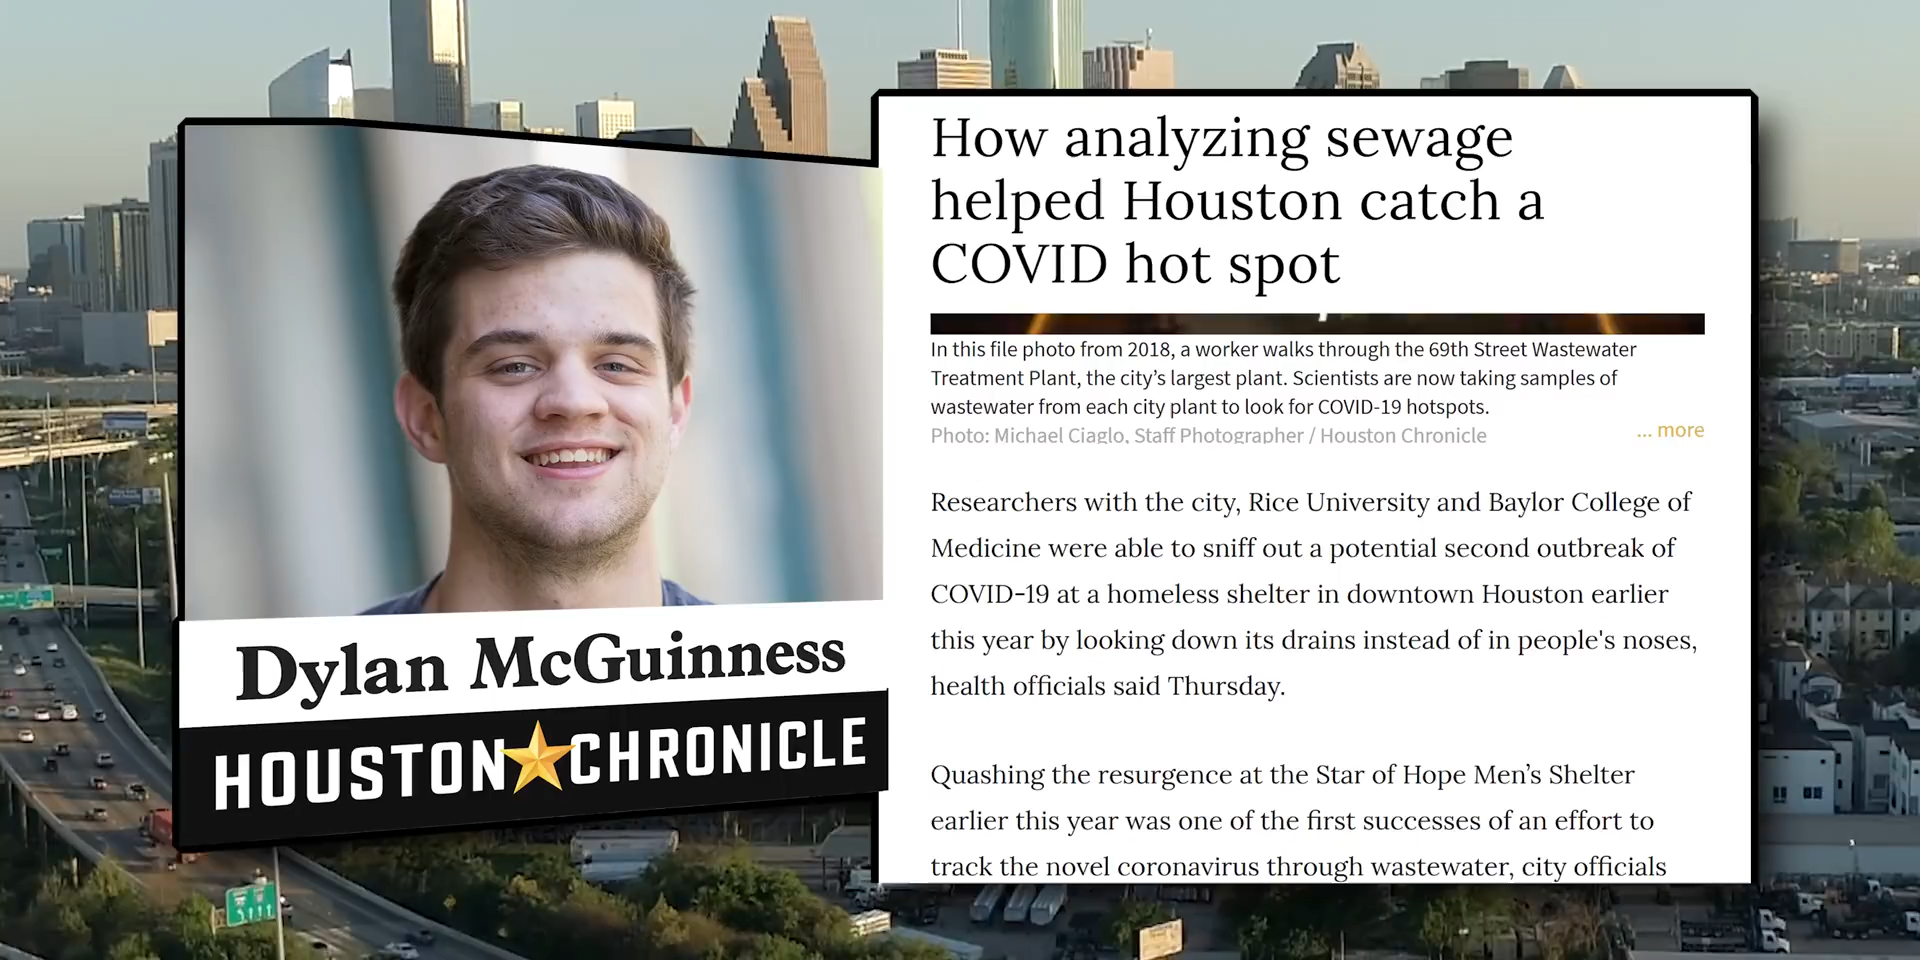 Dylan McGuinness
HOUSTON CHRONICLE
How analyzing sewage
helped Houston catch a
COVID hot spot
In this file photo from 2018, a worker walks through the 69th Street Wastewater
Treatment Plant, the city’s largest plant. Scientists are now taking samples of
wastewater from each city plant to look for COVID-19 hotspots.
Photo: Michael Ciaglo, Staff Photographer / Houston Chronicle
... more
Researchers with the city, Rice University and Baylor College of
Medicine were able to sniff out a potential second outbreak of
COVID-19 at a homeless shelter in downtown Houston earlier
this year by looking down its drains instead of in people's noses,
health officials said Thursday.
Quashing the resurgence at the Star of Hope Men’s Shelter
earlier this year was one of the first successes of an effort to
track the novel coronavirus through wastewater, city officials